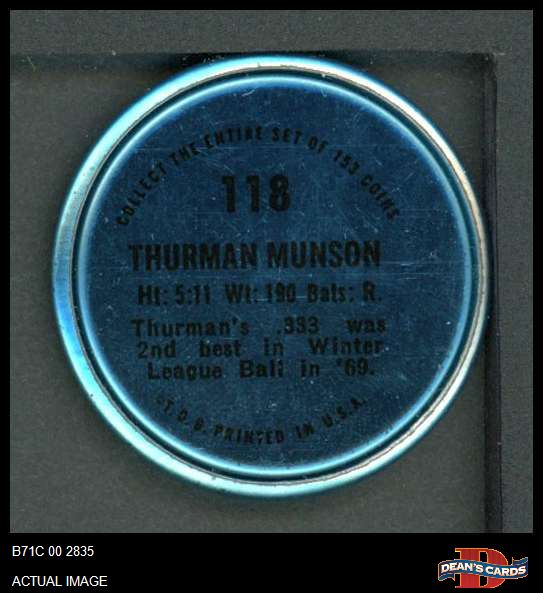 COLLECT THE ENTIRE SET OF 153 COINS
118
THURMAN MUNSON
Ht: 5:11 Wt: 190 Bats: R.
Thurman's .333 was
2nd best in Winter
League Ball in '69.
©T.C.G. PRINTED IN U.S.A.
B71C 00 2835
ACTUAL IMAGE
D
DEAN'S CARDS